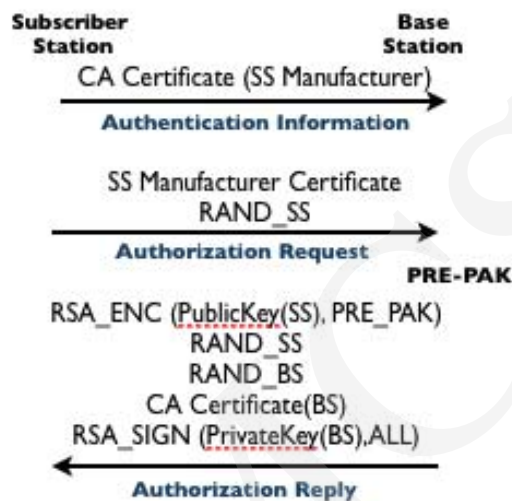 Subscriber Station
Base Station
CA Certificate (SS Manufacturer)
Authentication Information
SS Manufacturer Certificate
RAND_SS
Authorization Request
PRE-PAK
RSA_ENC (PublicKey(SS), PRE_PAK)
RAND_SS
RAND_BS
CA Certificate(BS)
RSA_SIGN (PrivateKey(BS),ALL)
Authorization Reply